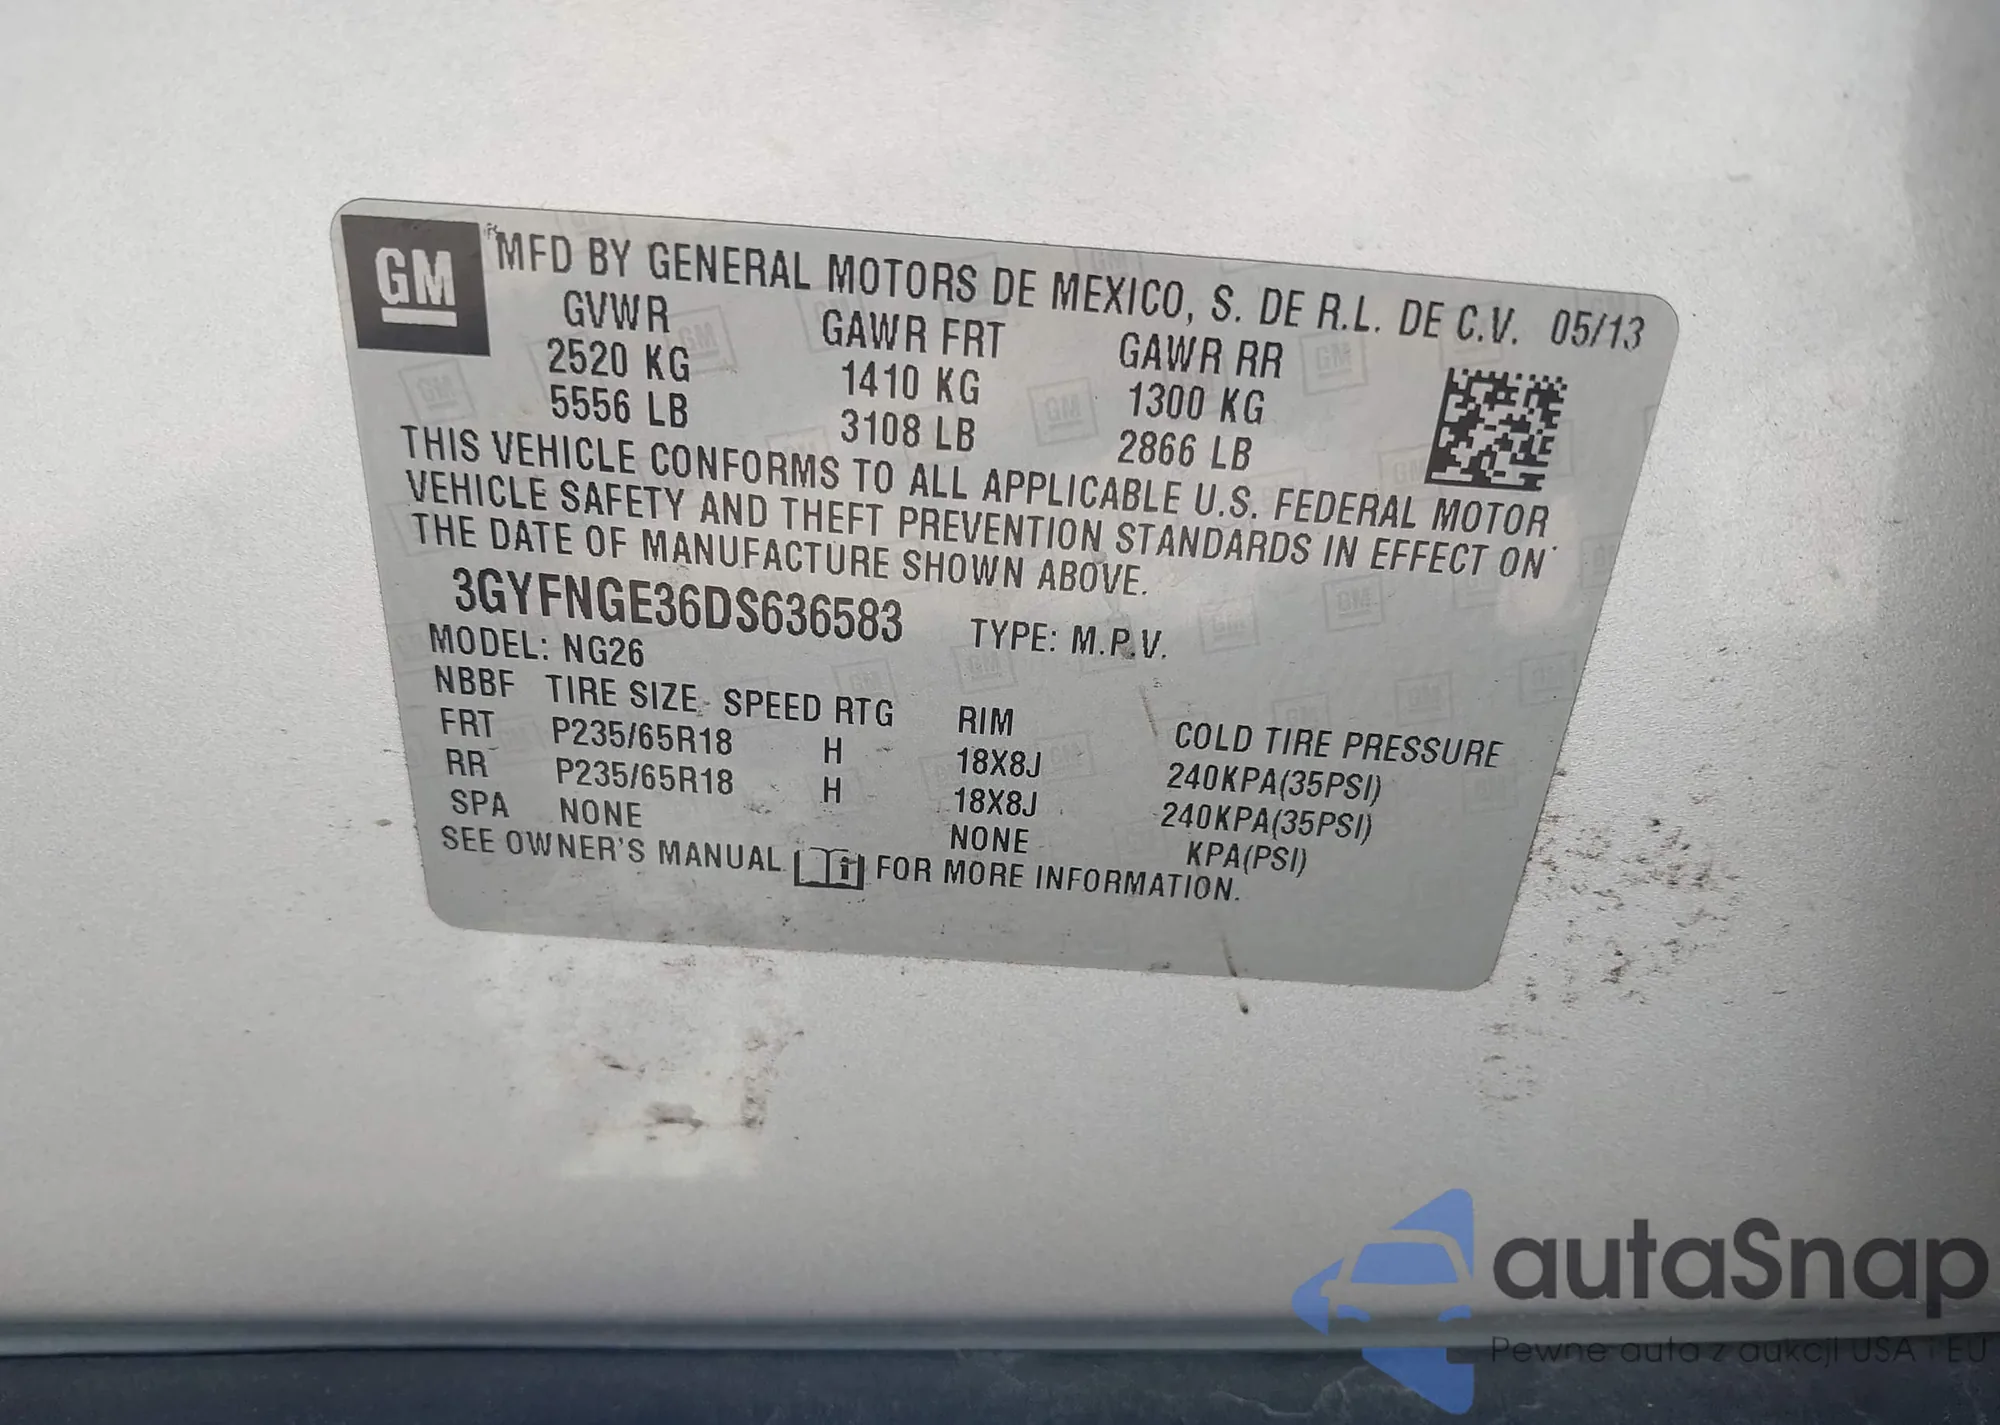 GM
MFD BY GENERAL MOTORS DE MEXICO, S. DE R.L. DE C.V. 05/13
GVWR GAWR FRT GAWR RR
2520 KG 1410 KG 1300 KG
5556 LB 3108 LB 2866 LB
THIS VEHICLE CONFORMS TO ALL APPLICABLE U.S. FEDERAL MOTOR
VEHICLE SAFETY AND THEFT PREVENTION STANDARDS IN EFFECT ON
THE DATE OF MANUFACTURE SHOWN ABOVE.
3GYFNGE36DS636583 TYPE: M.P.V.
MODEL: NG26
NBBF TIRE SIZE SPEED RTG RIM COLD TIRE PRESSURE
FRT P235/65R18 H 18X8J 240KPA(35PSI)
RR P235/65R18 H 18X8J 240KPA(35PSI)
SPA NONE NONE KPA(PSI)
SEE OWNER'S MANUAL FOR MORE INFORMATION.
autaSnap
Pewne auta z aukcji USA i EU